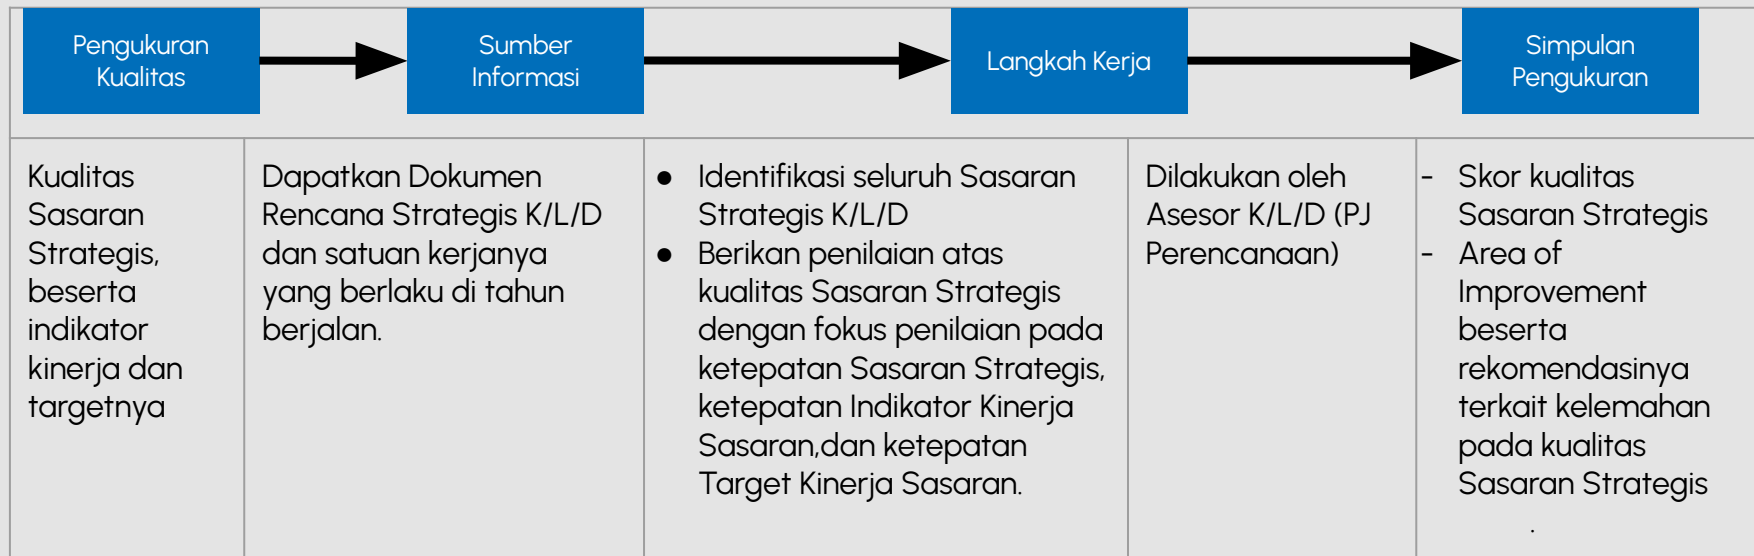 Pengukuran
Kualitas
Sumber
Informasi
Langkah Kerja
Simpulan
Pengukuran
Kualitas
Sasaran
Strategis,
beserta
indikator
kinerja dan
targetnya
Dapatkan Dokumen
Rencana Strategis K/L/D
dan satuan kerjanya
yang berlaku di tahun
berjalan.
● Identifikasi seluruh Sasaran
Strategis K/L/D
● Berikan penilaian atas
kualitas Sasaran Strategis
dengan fokus penilaian pada
ketepatan Sasaran Strategis,
ketepatan Indikator Kinerja
Sasaran,dan ketepatan
Target Kinerja Sasaran.
Dilakukan oleh
Asesor K/L/D (PJ
Perencanaan)
- Skor kualitas
Sasaran Strategis
- Area of
Improvement
beserta
rekomendasinya
terkait kelemahan
pada kualitas
Sasaran Strategis
.